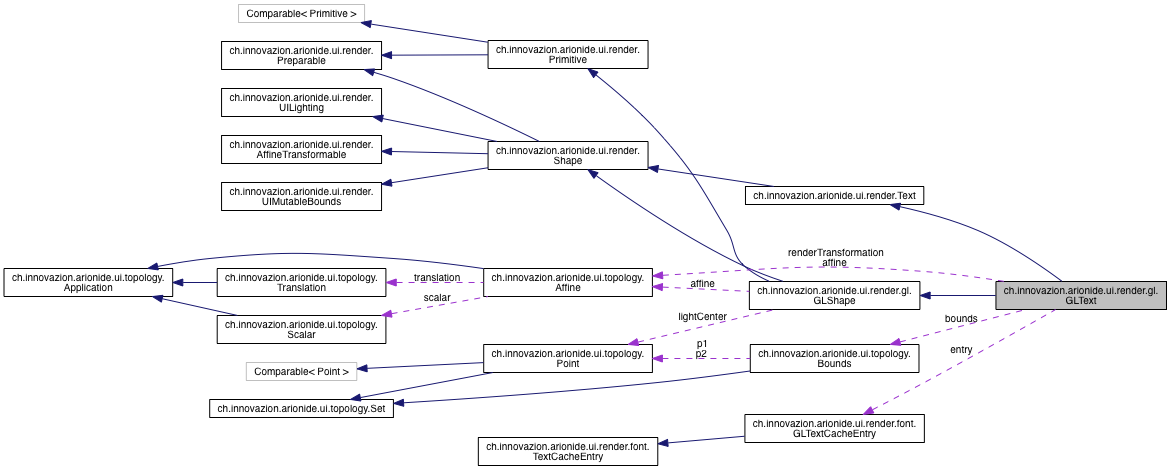 Comparable< Primitive >
ch.innovazion.arionide.ui.render.
Preparable
ch.innovazion.arionide.ui.render.
Primitive
ch.innovazion.arionide.ui.render.
UILighting
ch.innovazion.arionide.ui.render.
AffineTransformable
ch.innovazion.arionide.ui.render.
Shape
ch.innovazion.arionide.ui.render.
UIMutableBounds
ch.innovazion.arionide.ui.render.Text
renderTransformation
affine
ch.innovazion.arionide.ui.topology.
Application
translation
ch.innovazion.arionide.ui.topology.
Translation
ch.innovazion.arionide.ui.topology.
Affine
affine
ch.innovazion.arionide.ui.render.gl.
GLShape
ch.innovazion.arionide.ui.render.gl.
GLText
scalar
ch.innovazion.arionide.ui.topology.
Scalar
lightCenter
bounds
ch.innovazion.arionide.ui.topology.
Point
p1
p2
ch.innovazion.arionide.ui.topology.
Bounds
entry
Comparable< Point >
ch.innovazion.arionide.ui.topology.Set
ch.innovazion.arionide.ui.render.font.
GLTextCacheEntry
ch.innovazion.arionide.ui.render.font.
TextCacheEntry